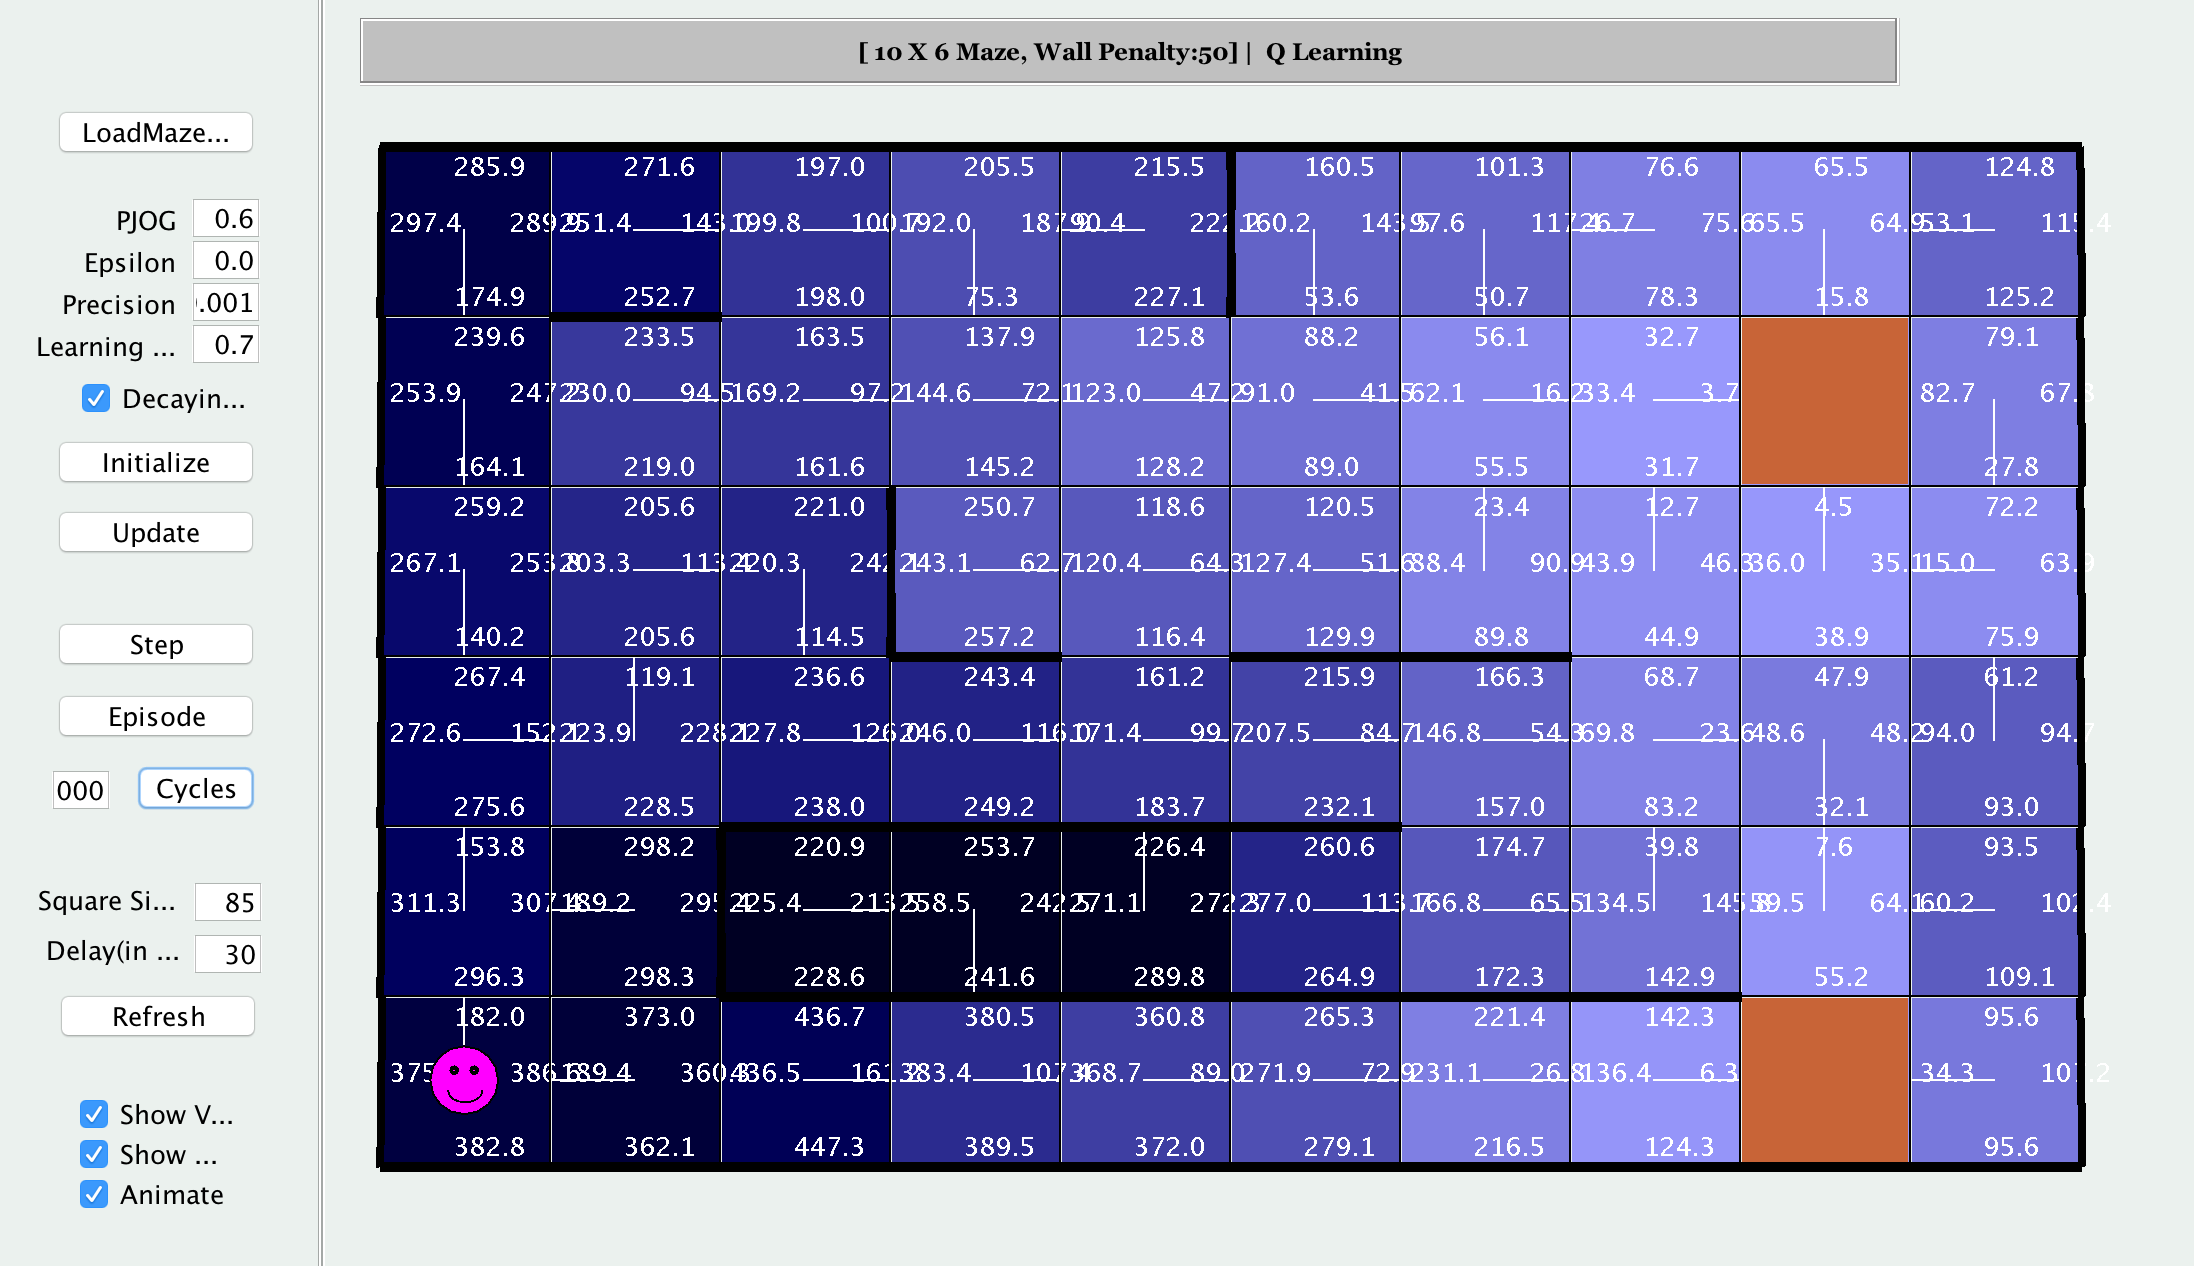 [ 10 X 6 Maze, Wall Penalty:50] | Q Learning
LoadMaze...
PJOG 0.6
Epsilon 0.0
Precision .001
Learning ... 0.7
Decayin...
Initialize
Update
Step
Episode
000 Cycles
Square Si... 85
Delay(in ... 30
Refresh
Show V...
Show ...
Animate
285.9 271.6 197.0 205.5 215.5 160.5 101.3 76.6 65.5 124.8
297.4 289.9 251.4 143.0 199.8 100.7 192.0 90.4 222.2 160.2 143.5 97.6 26.7 75.6 65.5 64.9 53.1 115.4
174.9 252.7 198.0 75.3 227.1 53.6 50.7 78.3 15.8 125.2
239.6 233.5 163.5 137.9 125.8 88.2 56.1 32.7 79.1
253.9 247.2 230.0 94.5 169.2 97.2 144.6 72.1 123.0 47.2 91.0 41.5 62.1 16.2 33.4 3.7 82.7 67.3
164.1 219.0 161.6 145.2 128.2 89.0 55.5 31.7 27.8
259.2 205.6 221.0 250.7 118.6 120.5 23.4 12.7 4.5 72.2
267.1 253.8 203.3 113.4 220.3 242.1 243.1 62.7 120.4 64.3 127.4 51.6 88.4 90.9 43.9 46.3 36.0 35.1 15.0 63.9
140.2 205.6 114.5 257.2 116.4 129.9 89.8 44.9 38.9 75.9
267.4 119.1 236.6 243.4 161.2 215.9 166.3 68.7 47.9 61.2
272.6 152.1 223.9 228.1 227.8 126.0 246.0 116.0 171.4 99.7 207.5 84.7 146.8 54.3 69.8 23.6 48.6 48.2 94.0 94.7
275.6 228.5 238.0 249.2 183.7 232.1 157.0 83.2 32.1 93.0
153.8 298.2 220.9 253.7 226.4 260.6 174.7 39.8 7.6 93.5
311.3 307.4 189.2 295.4 225.4 213.5 258.5 242.5 271.1 272.3 277.0 113.7 166.8 65.5 134.5 145.8 64.1 60.2 102.4
296.3 298.3 228.6 241.6 289.8 264.9 172.3 142.9 55.2 109.1
182.0 373.0 436.7 380.5 360.8 265.3 221.4 142.3 95.6
386.6 189.4 360.3 436.5 161.2 383.4 107.4 368.7 89.0 271.9 72.9 231.1 26.8 136.4 6.3 34.3
382.8 362.1 447.3 389.5 372.0 279.1 216.5 124.3 95.6